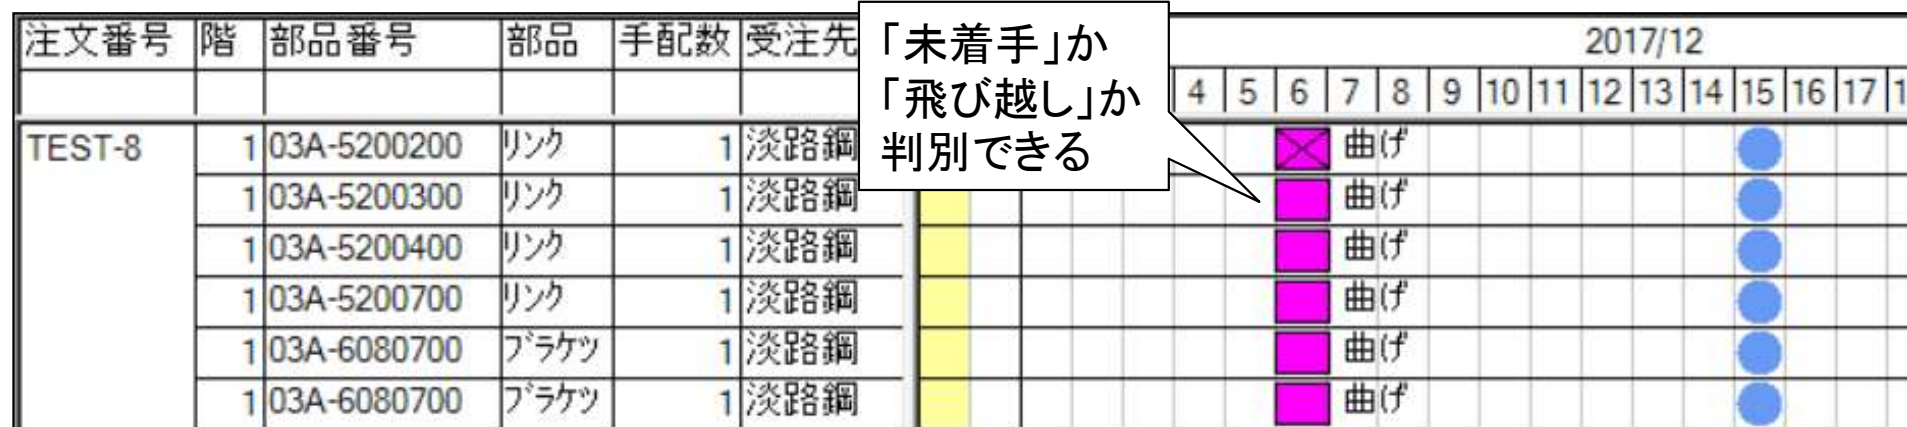 注文番号 階 部品番号 部品 手配数 受注先
「未着手」か
「飛び越し」か
判別できる
2017/12
4 5 6 7 8 9 10 11 12 13 14 15 16 17 1
TEST-8 1 03A-5200200 リンク 1 淡路鋼 曲げ
1 03A-5200300 リンク 1 淡路鋼 曲げ
1 03A-5200400 リンク 1 淡路鋼 曲げ
1 03A-5200700 リンク 1 淡路鋼 曲げ
1 03A-6080700 ブラケツ 1 淡路鋼 曲げ
1 03A-6080700 ブラケツ 1 淡路鋼 曲げ